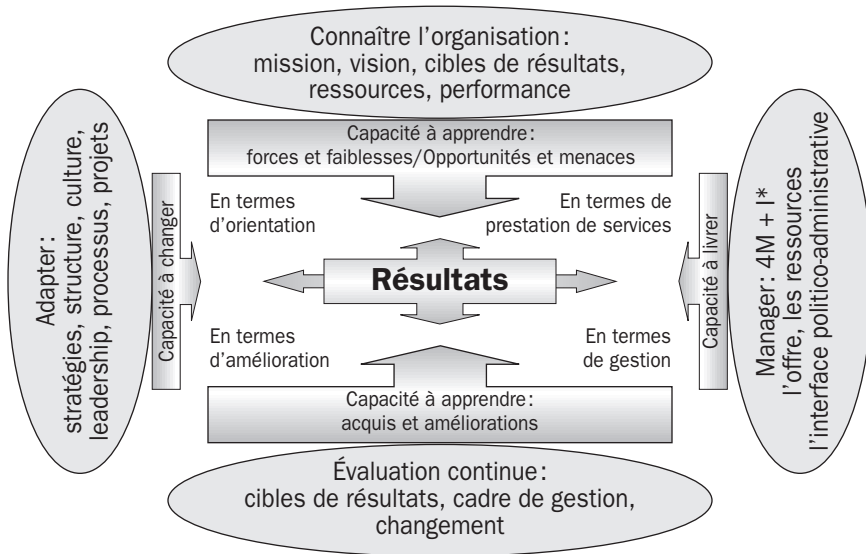 Connaître l'organisation :
mission, vision, cibles de résultats,
ressources, performance
Capacité à apprendre :
forces et faiblesses/Opportunités et menaces
Adapter :
stratégies, structure, culture,
leadership, processus, projets
Capacité à changer
En termes
d'orientation
En termes de
prestation de services
Résultats
En termes
d'amélioration
En termes
de gestion
Capacité à livrer
Manager : 4M + I*
l'offre, les ressources
l'interface politico-administrative
Capacité à apprendre :
acquis et améliorations
Évaluation continue :
cibles de résultats, cadre de gestion,
changement